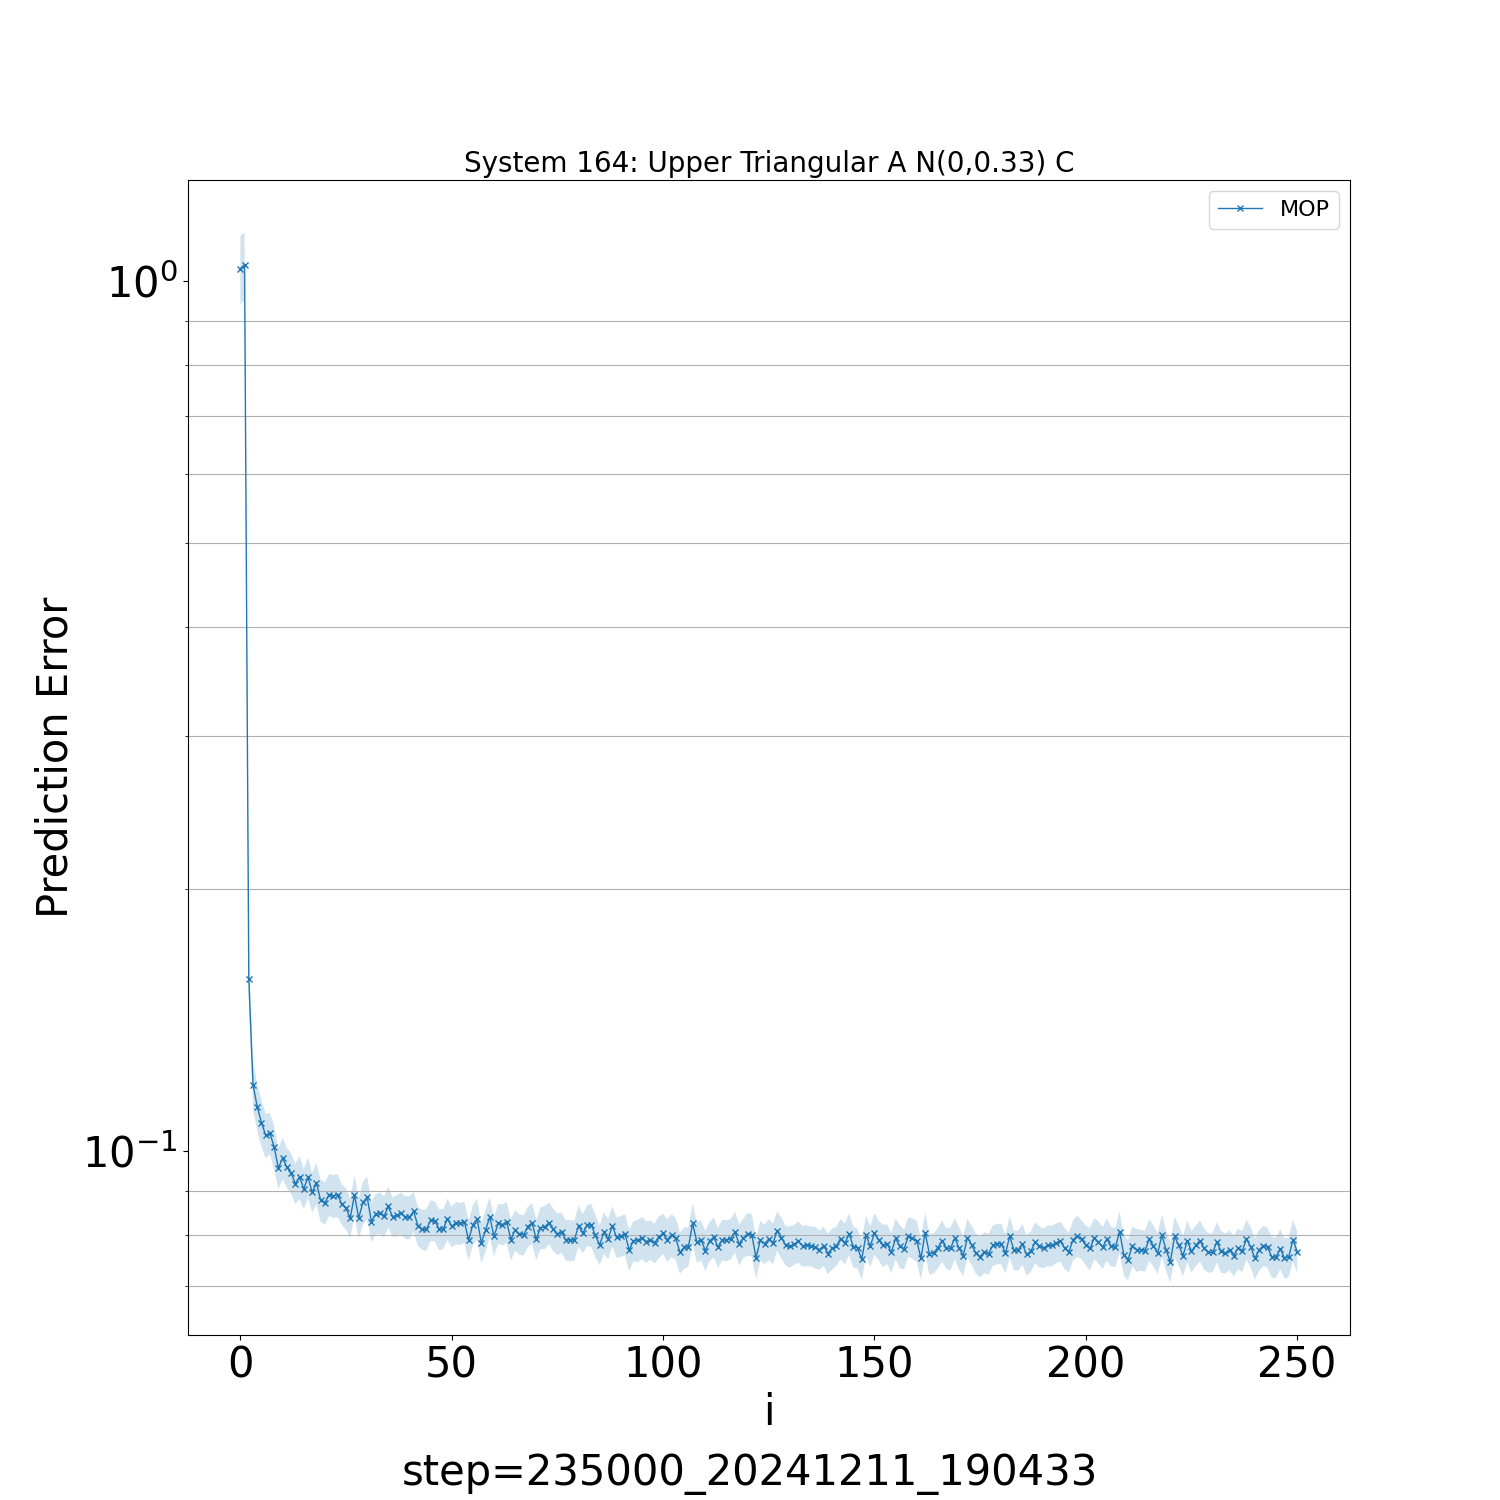 System 164: Upper Triangular A N(0,0.33) C
MOP
10⁰
10⁻¹
Prediction Error
0 50 100 150 200 250
i
step=235000_20241211_190433